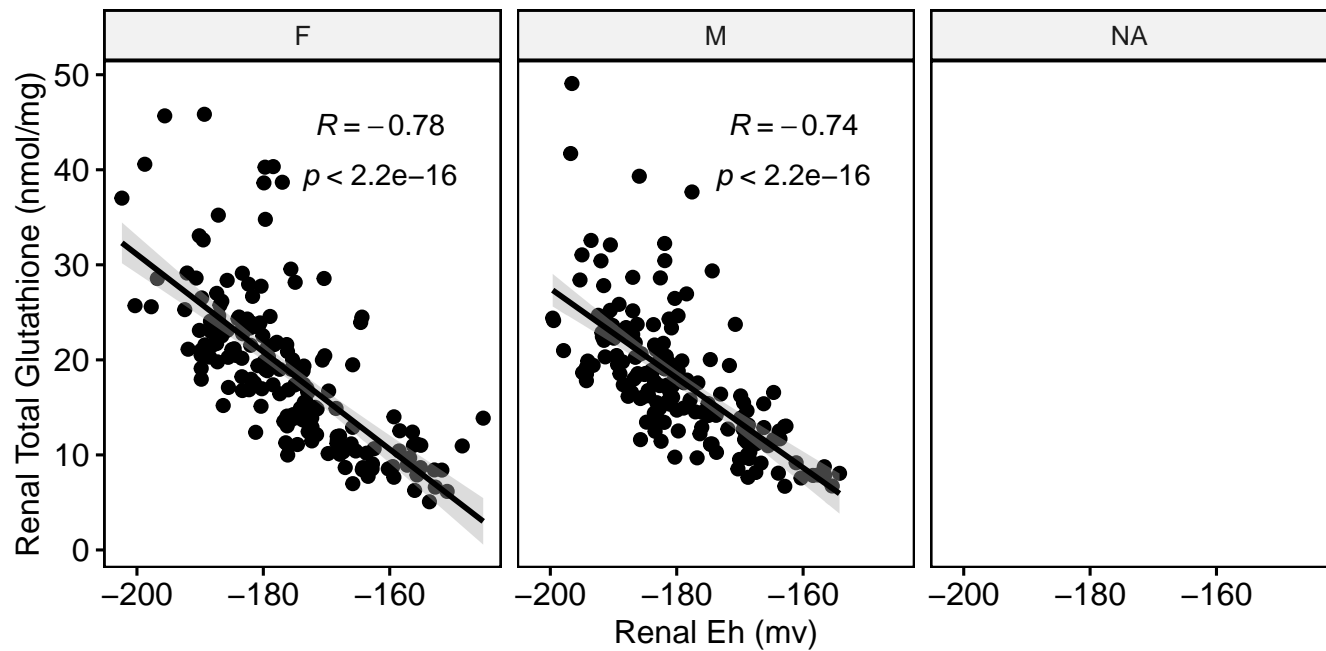 F
M
NA
Renal Total Glutathione (nmol/mg)
50
40
30
20
10
0
R = −0.78
p < 2.2e−16
R = −0.74
p < 2.2e−16
−200 −180 −160
−200 −180 −160
−200 −180 −160
Renal Eh (mv)